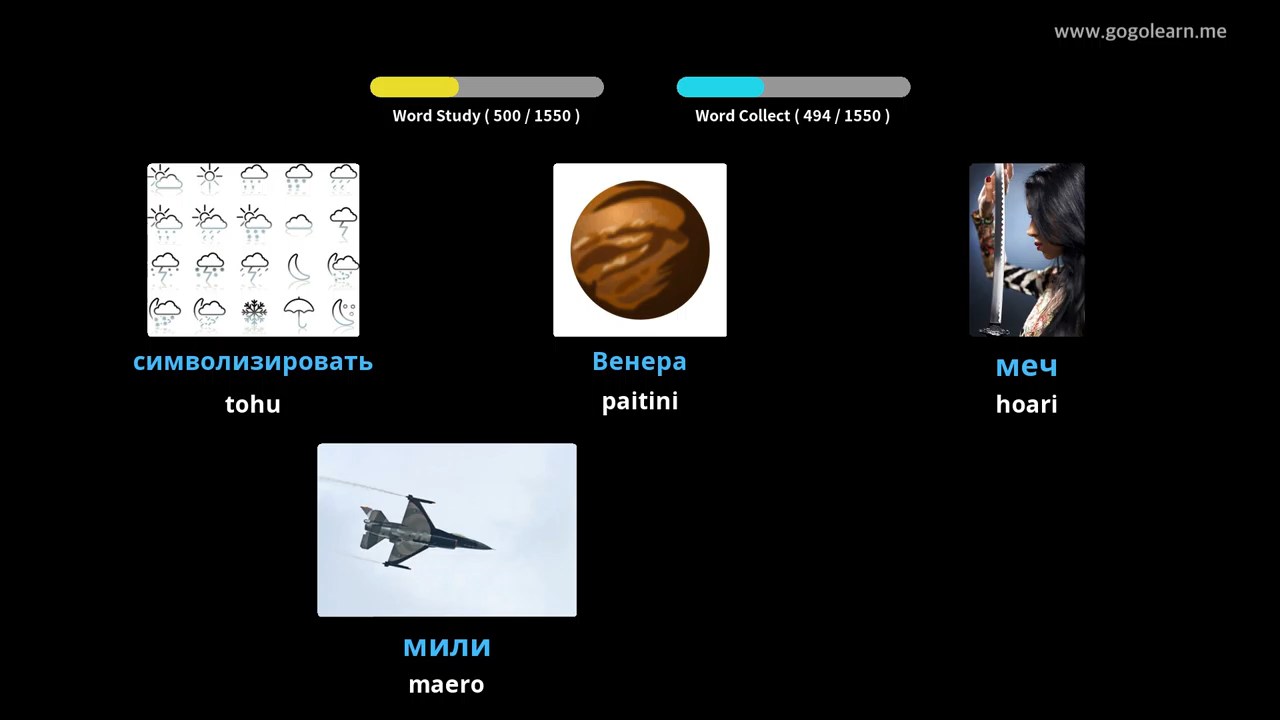 www.gogolearn.me
Word Study ( 500 / 1550 )
Word Collect ( 494 / 1550 )
символизировать
tohu
Венера
paitini
меч
hoari
мили
maero